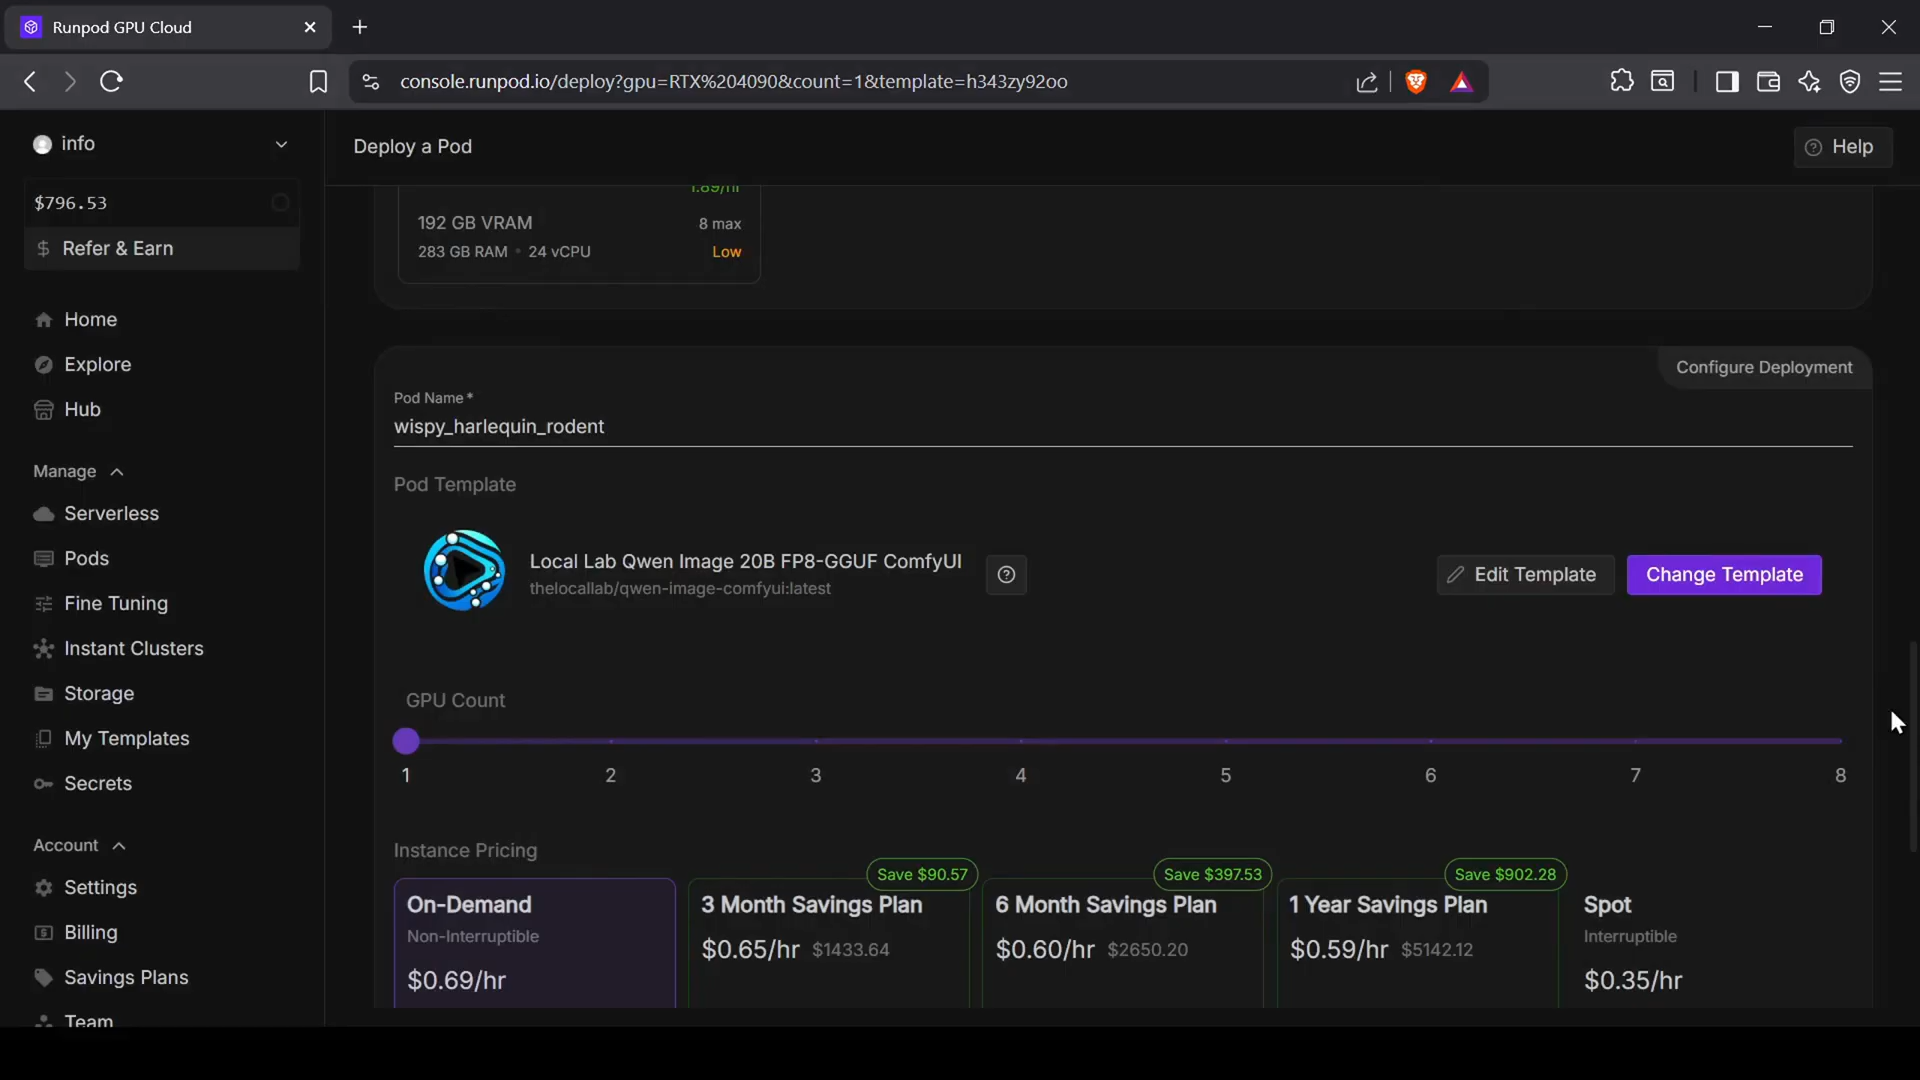 Runpod GPU Cloud
console.runpod.io/deploy?gpu=RTX%204090&count=1&template=h343zy92oo
info
Deploy a Pod
Help
$796.53
Refer & Earn
Home
Explore
Hub
Manage
Serverless
Pods
Fine Tuning
Instant Clusters
Storage
My Templates
Secrets
Account
Settings
Billing
Savings Plans
Team
1.89/hr
192 GB VRAM
8 max
283 GB RAM • 24 vCPU
Low
Configure Deployment
Pod Name *
wispy_harlequin_rodent
Pod Template
Local Lab Qwen Image 20B FP8-GGUF ComfyUI
thelocallab/qwen-image-comfyui:latest
Edit Template
Change Template
GPU Count
1 2 3 4 5 6 7 8
Instance Pricing
On-Demand
Non-Interruptible
$0.69/hr
Save $90.57
3 Month Savings Plan
$0.65/hr $1433.64
Save $397.53
6 Month Savings Plan
$0.60/hr $2650.20
Save $902.28
1 Year Savings Plan
$0.59/hr $5142.12
Spot
Interruptible
$0.35/hr